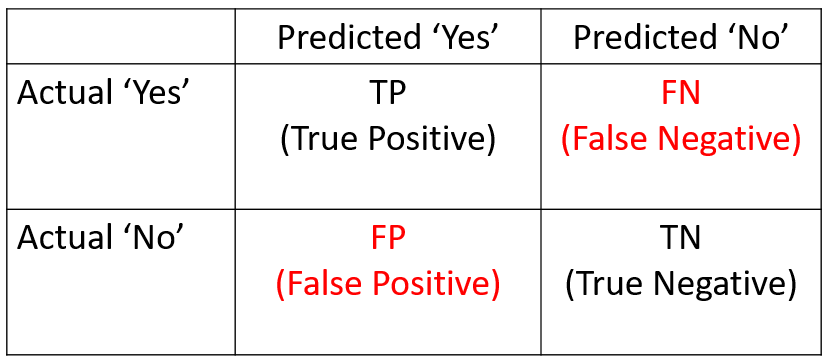 Predicted ‘Yes’ Predicted ‘No’
Actual ‘Yes’ TP FN
(True Positive) (False Negative)
Actual ‘No’ FP TN
(False Positive) (True Negative)